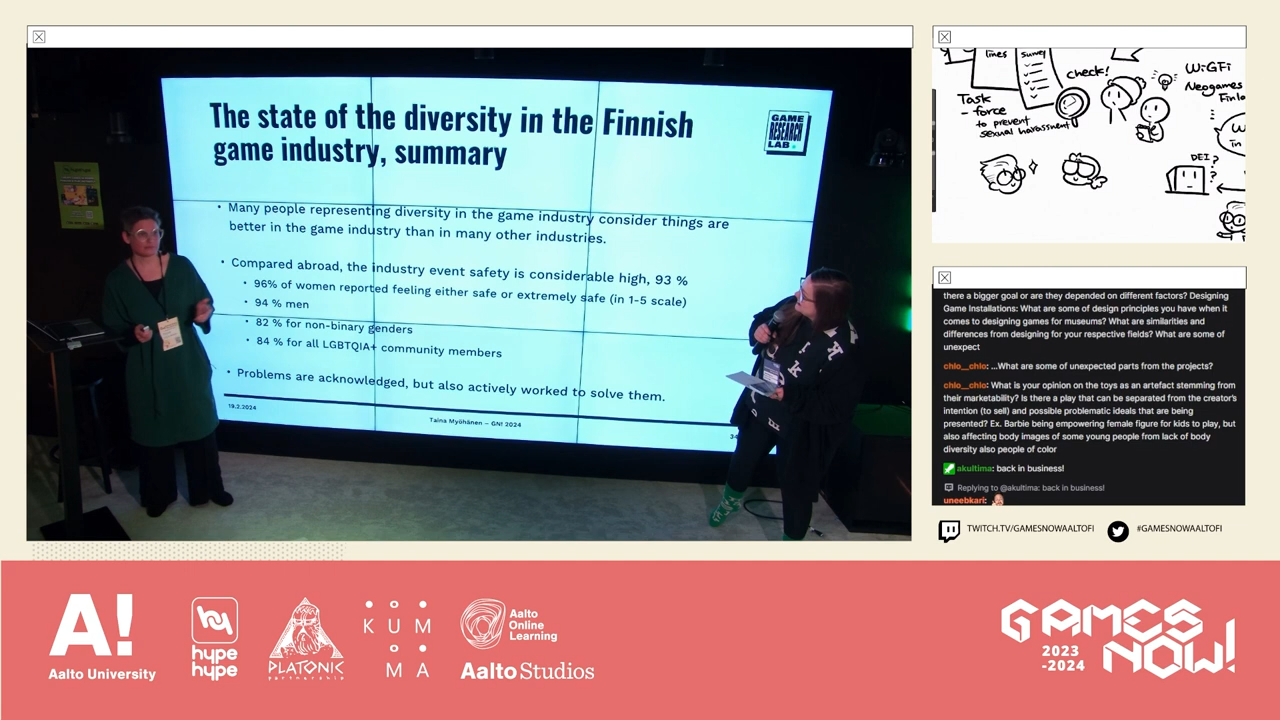 The state of the diversity in the Finnish
game industry, summary
GAME
RESEARCH
LAB
• Many people representing diversity in the game industry consider things are
better in the game industry than in many other industries.
• Compared abroad, the industry event safety is considerable high, 93 %
• 96% of women reported feeling either safe or extremely safe (in 1-5 scale)
• 94 % men
• 82 % for non-binary genders
• 84 % for all LGBTQIA+ community members
• Problems are acknowledged, but also actively worked to solve them.
19.2.2024
Taina Myöhänen – GN! 2024
34
lines
Survey
check!
Task
- force
to prevent
sexual harassment
WiGFi
Neogames
Finla
in
DEI?
there a bigger goal or are they depended on different factors? Designing
Game Installations: What are some of design principles you have when it
comes to designing games for museums? What are similarities and
differences from designing for your respective fields? What are some of
unexpect
chlo__chlo: ...What are some of unexpected parts from the projects?
chlo__chlo: What is your opinion on the toys as an artefact stemming from
their marketability? Is there a play that can be separated from the creator's
intention (to sell) and possible problematic ideals that are being
presented? Ex. Barbie being empowering female figure for kids to play, but
also affecting body images of some young people from lack of body
diversity also people of color
akultima: back in business!
Replying to @akultima: back in business!
uneebkari:
TWITCH.TV/GAMESNOWAALTOFI
#GAMESNOWAALTOFI
A!
Aalto University
hype
hype
PLATONIC
partnership
KUM
MA
Aalto
Online
Learning
Aalto Studios
GAMES
NOW!
2023
-2024